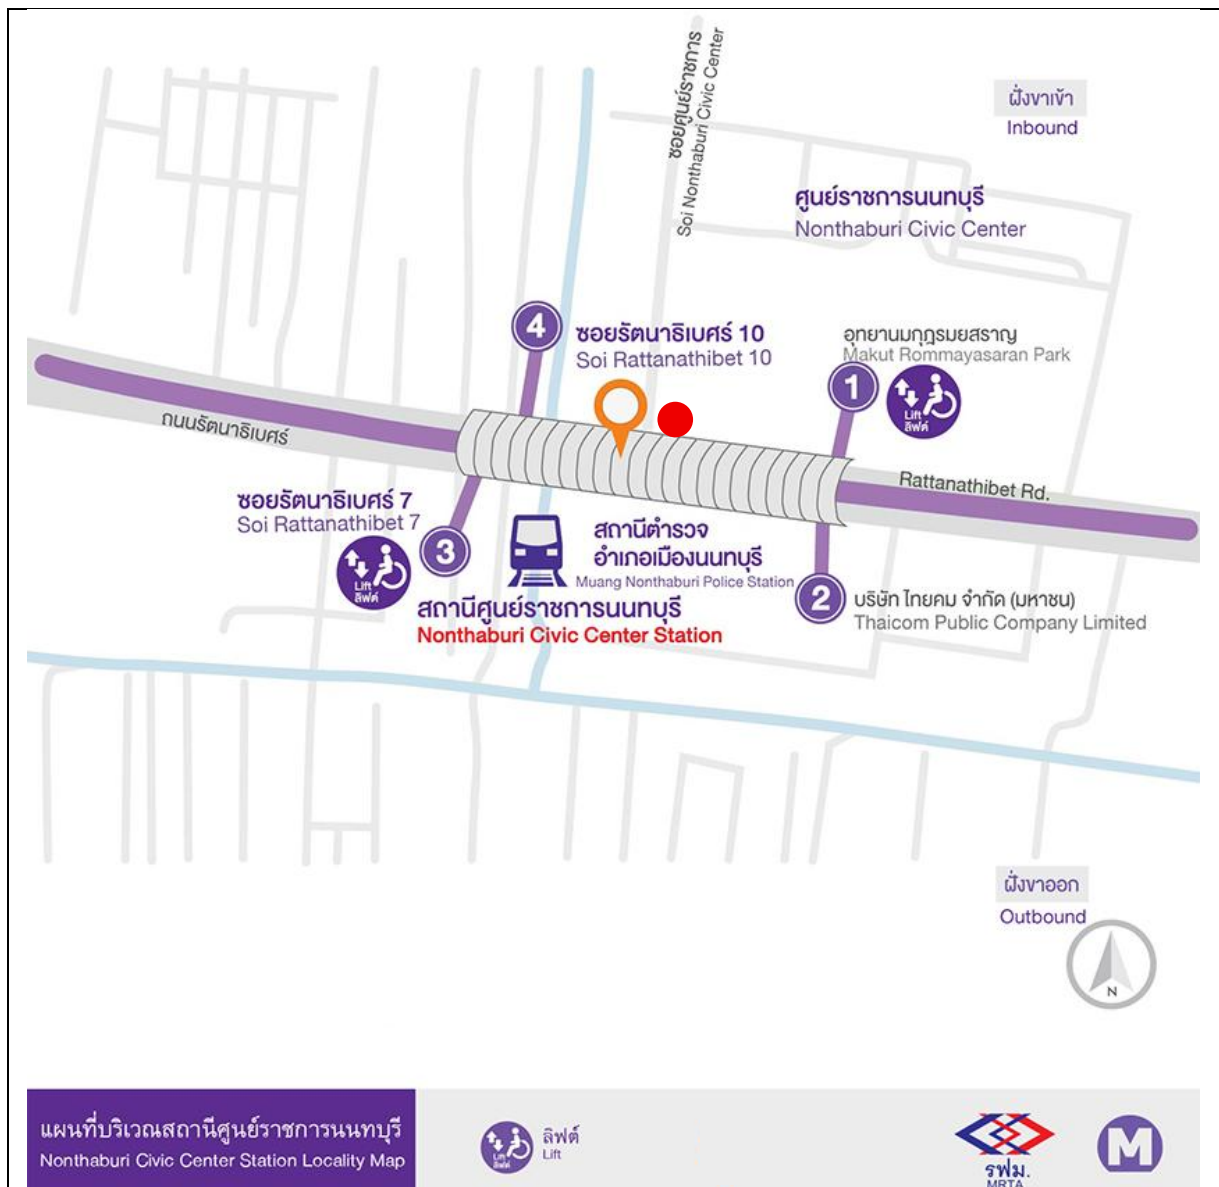 ซอยศูนย์ราชการ
Soi Nonthaburi Civic Center
ฝั่งขาเข้า
Inbound
ศูนย์ราชการนนทบุรี
Nonthaburi Civic Center
4
ซอยรัตนาธิเบศร์ 10
Soi Rattanathibet 10
อุทยานมกุฎรมยสราญ
Makut Rommayasaran Park
1
Lift
ลิฟต์
ถนนรัตนาธิเบศร์
Rattanathibet Rd.
ซอยรัตนาธิเบศร์ 7
Soi Rattanathibet 7
3
Lift
ลิฟต์
สถานีตำรวจ
อำเภอเมืองนนทบุรี
Muang Nonthaburi Police Station
2
บริษัท ไทยคม จำกัด (มหาชน)
Thaicom Public Company Limited
สถานีศูนย์ราชการนนทบุรี
Nonthaburi Civic Center Station
ฝั่งขาออก
Outbound
N
แผนที่บริเวณสถานีศูนย์ราชการนนทบุรี
Nonthaburi Civic Center Station Locality Map
Lift
ลิฟต์
ลิฟต์
Lift
รฟม.
MRTA
M